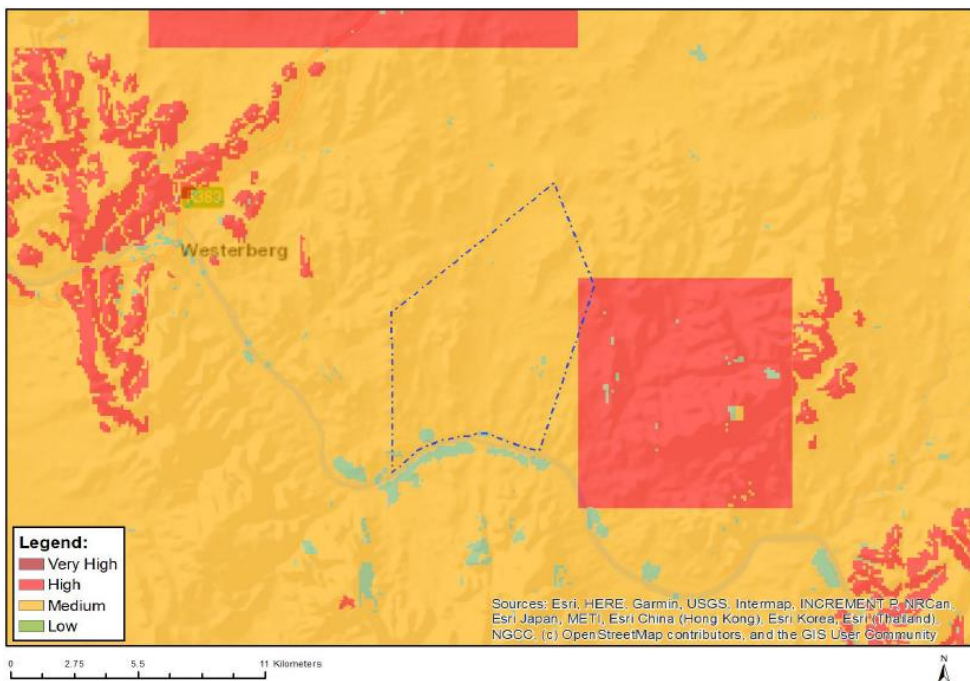 R383
Westerberg
Legend:
Very High
High
Medium
Low
Sources: Esri, HERE, Garmin, USGS, Intermap, INCREMENT P, NRCan,
Esri Japan, METI, Esri China (Hong Kong), Esri Korea, Esri (Thailand),
NGCC, (c) OpenStreetMap contributors, and the GIS User Community
0 2.75 5.5 11 Kilometers
N